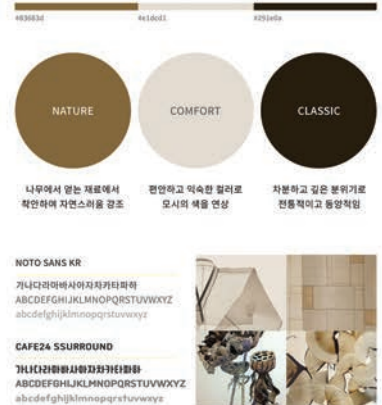 #83683d
#e1dcd1
#291e0a
NATURE
COMFORT
CLASSIC
나무에서 얻는 재료에서
착안하여 자연스러움 강조
편안하고 익숙한 컬러로
모시의 색을 연상
차분하고 깊은 분위기로
전통적이고 동양적임
NOTO SANS KR
가나다라마바사아자차카타파하
ABCDEFGHIJKLMNOPQRSTUVWXYZ
abcdefghijklmnopqrstuvwxyz
CAFE24 SSURROUND
가나다라마바사아자차카타파하
ABCDEFGHIJKLMNOPQRSTUVWXYZ
abcdefghijklmnopqrstuvwxyz